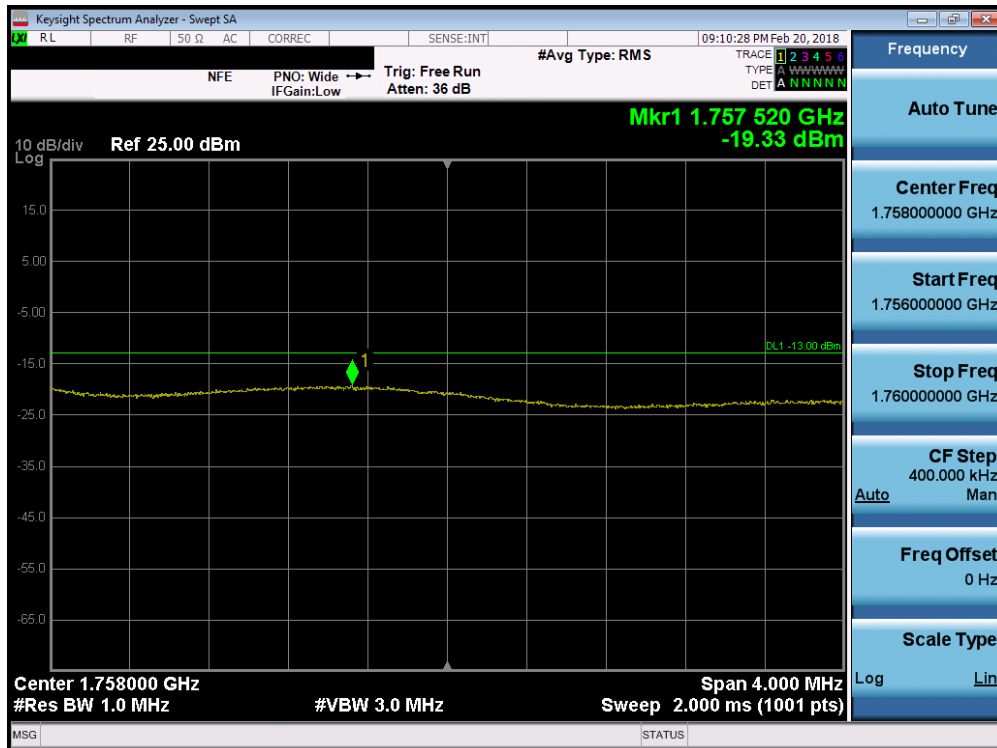 Keysight Spectrum Analyzer - Swept SA
LXI RL RF 50 Ω AC CORREC SENSE:INT 09:10:28 PM Feb 20, 2018
NFE PNO: Wide Trig: Free Run #Avg Type: RMS TRACE 1 2 3 4 5 6
IFGain:Low Atten: 36 dB TYPE A WWWWW
DET A N N N N N
Mkr1 1.757 520 GHz
-19.33 dBm
10 dB/div Ref 25.00 dBm
Log
15.0
5.00
-5.00
DL1 -13.00 dBm
-15.0
1
-25.0
-35.0
-45.0
-55.0
-65.0
Center 1.758000 GHz Span 4.000 MHz
#Res BW 1.0 MHz #VBW 3.0 MHz Sweep 2.000 ms (1001 pts)
MSG STATUS
Frequency
Auto Tune
Center Freq
1.758000000 GHz
Start Freq
1.756000000 GHz
Stop Freq
1.760000000 GHz
CF Step
400.000 kHz
Auto Man
Freq Offset
0 Hz
Scale Type
Log Lin